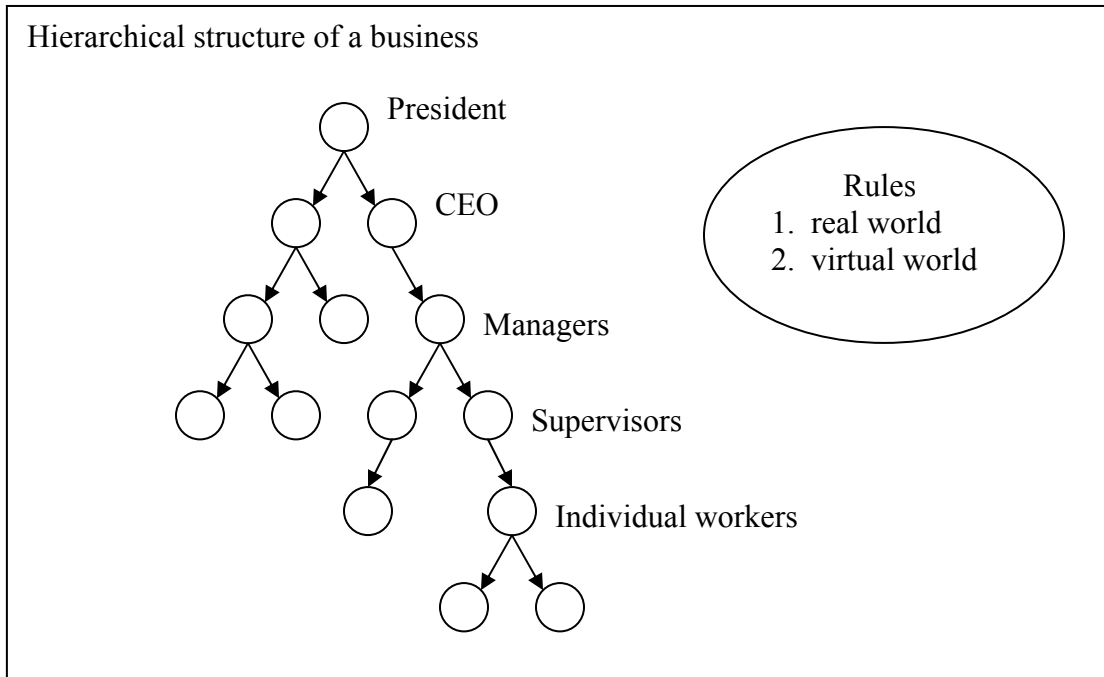 Hierarchical structure of a business
President
CEO
Managers
Supervisors
Individual workers
Rules
1. real world
2. virtual world